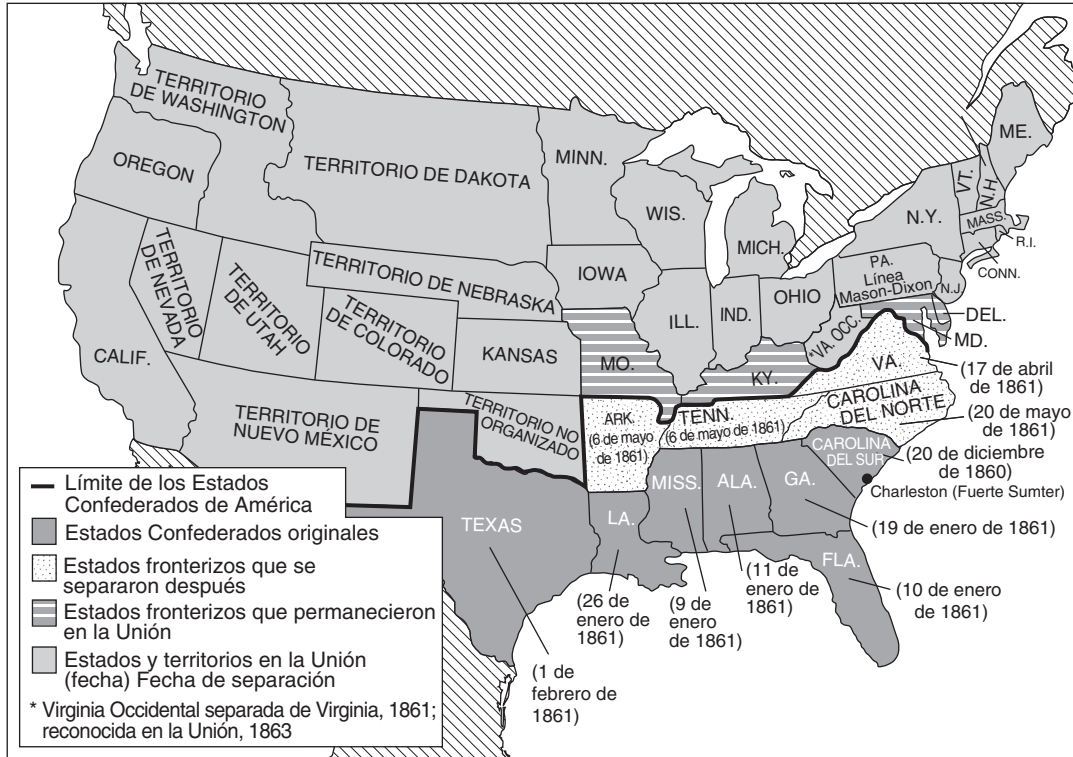 TERRITORIO
DE WASHINGTON
OREGON
TERRITORIO DE DAKOTA
MINN.
WIS.
MICH.
ME.
VT.
N.H.
N.Y.
MASS.
R.I.
CONN.
PA.
Línea
Mason-Dixon
N.J.
IOWA
TERRITORIO DE NEBRASKA
TERRITORIO
DE NEVADA
TERRITORIO
DE UTAH
TERRITORIO
DE COLORADO
CALIF.
KANSAS
ILL.
IND.
OHIO
*VA. OCC.
DEL.
MD.
MO.
KY.
VA.
(17 de abril
de 1861)
CAROLINA
DEL NORTE
(20 de mayo
de 1861)
TERRITORIO DE
NUEVO MÉXICO
TERRITORIO NO
ORGANIZADO
ARK.
(6 de mayo
de 1861)
TENN.
(6 de mayo de 1861)
CAROLINA
DEL SUR
(20 de diciembre
de 1860)
Charleston (Fuerte Sumter)
MISS.
ALA.
GA.
(19 de enero de 1861)
TEXAS
LA.
FLA.
(10 de enero
de 1861)
(11 de
enero de
1861)
(9 de
enero
de 1861)
(26 de
enero de
1861)
(1 de
febrero de
1861)
Límite de los Estados
Confederados de América
Estados Confederados originales
Estados fronterizos que se
separaron después
Estados fronterizos que permanecieron
en la Unión
Estados y territorios en la Unión
(fecha) Fecha de separación
* Virginia Occidental separada de Virginia, 1861;
reconocida en la Unión, 1863